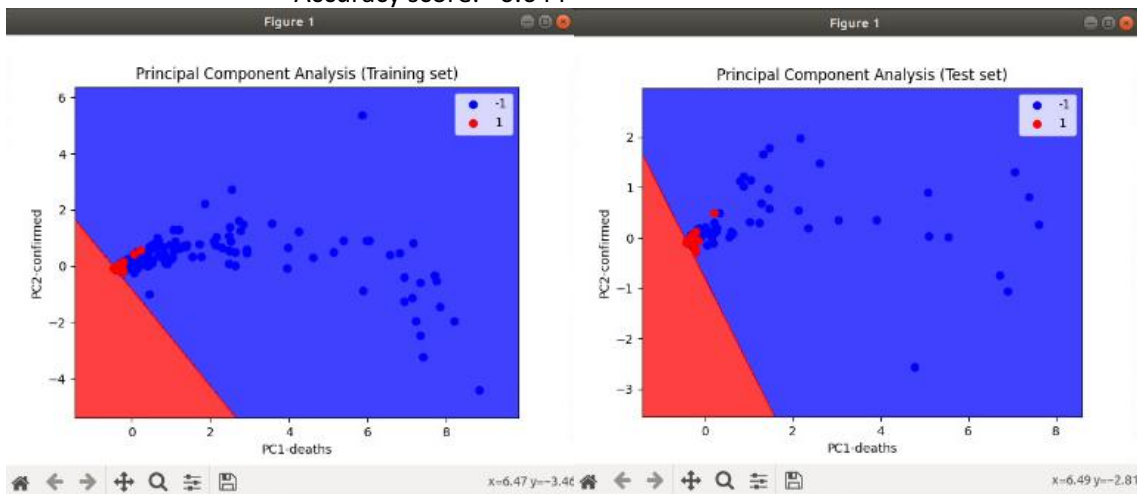 Figure 1
Principal Component Analysis (Training set)
-1
1
6
4
2
0
−2
−4
PC2-confirmed
0
2
4
6
8
PC1-deaths
x=6.47 y=−3.46
Figure 1
Principal Component Analysis (Test set)
-1
1
2
1
0
−1
−2
−3
PC2-confirmed
0
2
4
6
8
PC1-deaths
x=6.49 y=−2.81